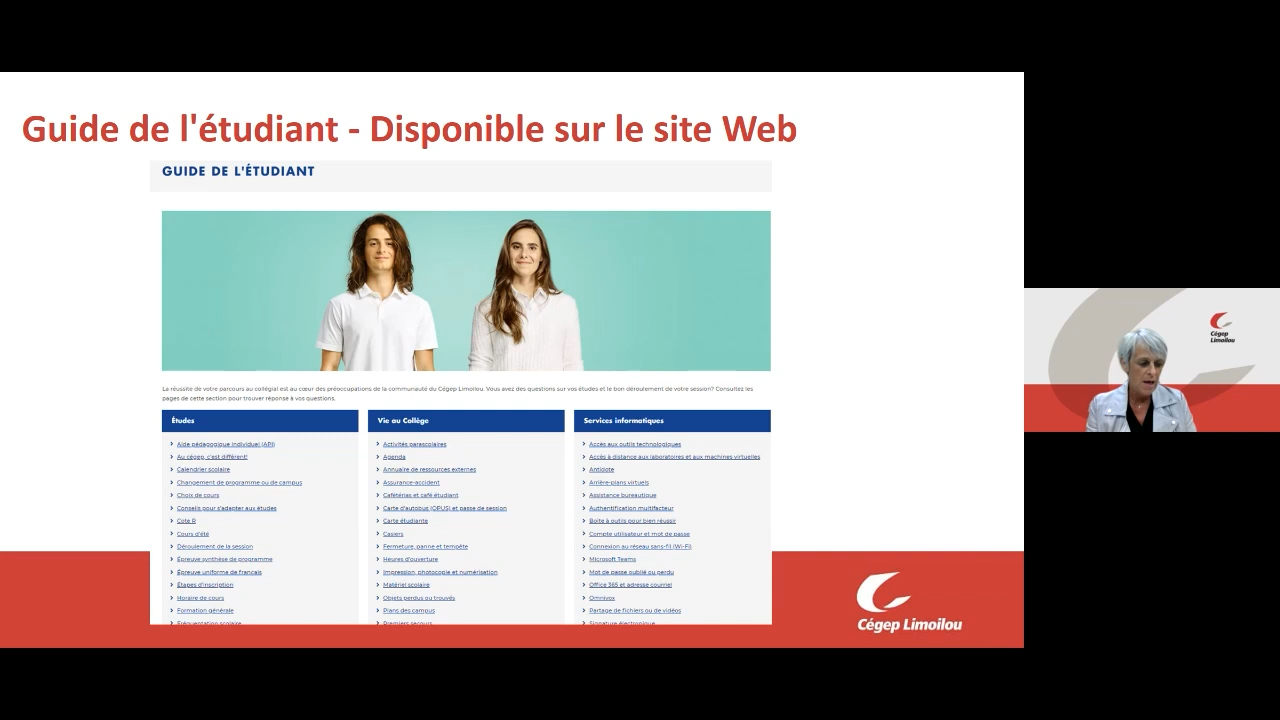 Guide de l'étudiant - Disponible sur le site Web
GUIDE DE L'ÉTUDIANT
La réussite de votre parcours au collégial est au cœur des préoccupations de la communauté du Cégep Limoilou. Vous avez des questions sur vos études et le bon déroulement de votre session? Consultez les
pages de cette section pour trouver réponse à vos questions.
Études
Aide pédagogique individuel (API)
Au cégep, c'est différent!
Calendrier scolaire
Changement de programme ou de campus
Choix de cours
Conseils pour s'adapter aux études
Cote R
Cours d'été
Déroulement de la session
Épreuve synthèse de programme
Épreuve uniforme de français
Étapes d'inscription
Horaire de cours
Formation générale
Fréquentation scolaire
Vie au Collège
Activités parascolaires
Agenda
Annuaire de ressources externes
Assurance-accident
Cafétérias et café étudiant
Carte d'autobus (OPUS) et passe de session
Carte étudiante
Casiers
Fermeture, panne et tempête
Heures d'ouverture
Impression, photocopie et numérisation
Matériel scolaire
Objets perdus ou trouvés
Plans des campus
Premiers secours
Services informatiques
Accès aux outils technologiques
Accès à distance aux laboratoires et aux machines virtuelles
Antidote
Arrière-plans virtuels
Assistance bureautique
Authentification multifacteur
Boite à outils pour bien réussir
Compte utilisateur et mot de passe
Connexion au réseau sans-fil (Wi-Fi)
Microsoft Teams
Mot de passe oublié ou perdu
Office 365 et adresse courriel
Omnivox
Partage de fichiers ou de vidéos
Signature électronique
Cégep Limoilou
Cégep
Limoilou